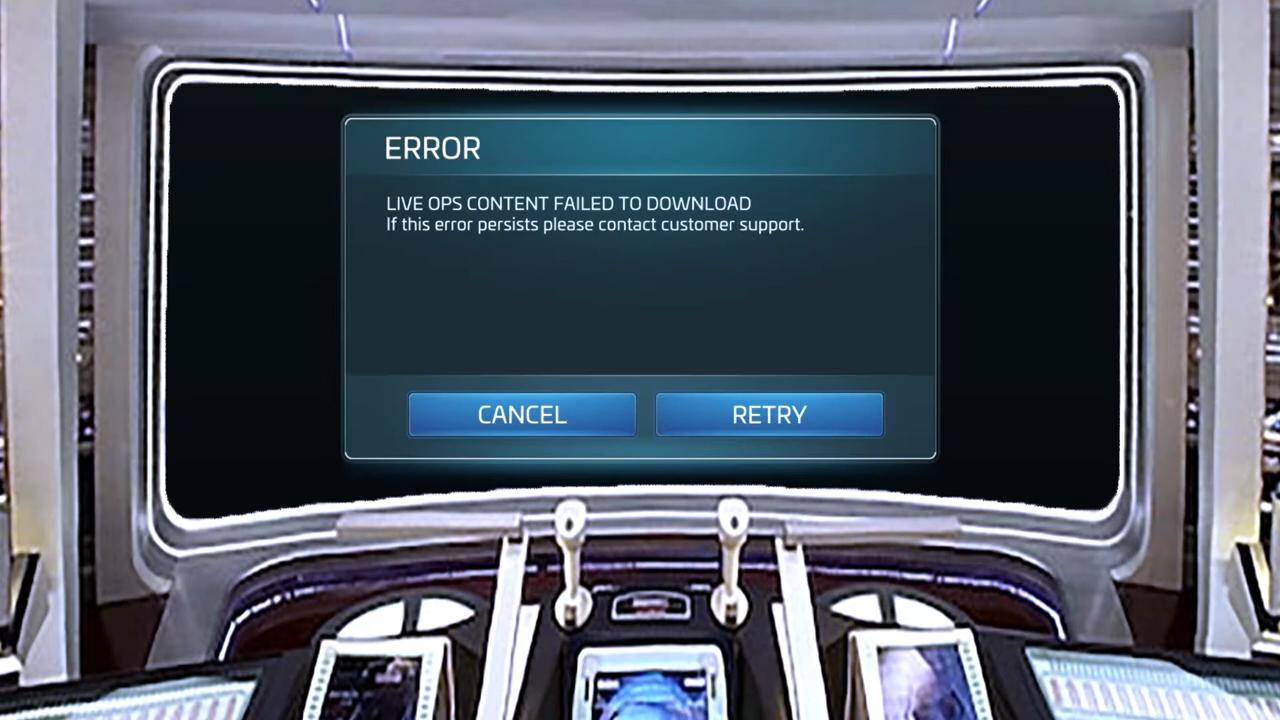 ERROR
LIVE OPS CONTENT FAILED TO DOWNLOAD
If this error persists please contact customer support.
CANCEL
RETRY